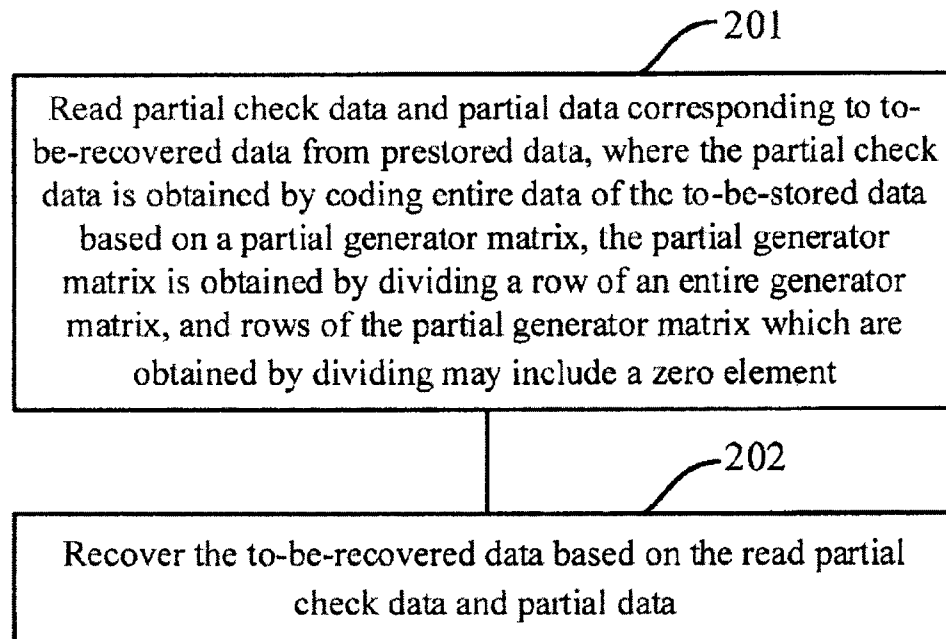 201
Read partial check data and partial data corresponding to to-
be-recovered data from prestored data, where the partial check
data is obtained by coding entire data of the to-be-stored data
based on a partial generator matrix, the partial generator
matrix is obtained by dividing a row of an entire generator
matrix, and rows of the partial generator matrix which are
obtained by dividing may include a zero element
202
Recover the to-be-recovered data based on the read partial
check data and partial data